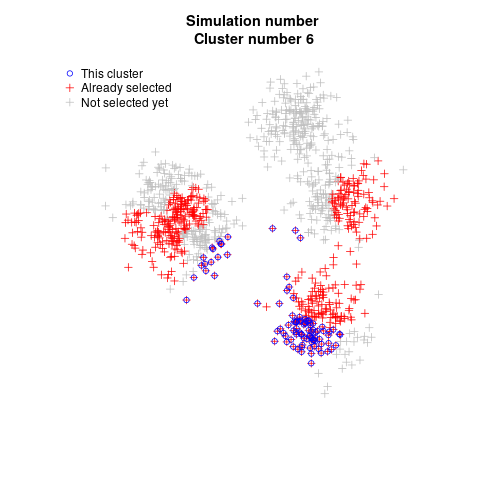 Simulation number
Cluster number 6
This cluster
Already selected
Not selected yet